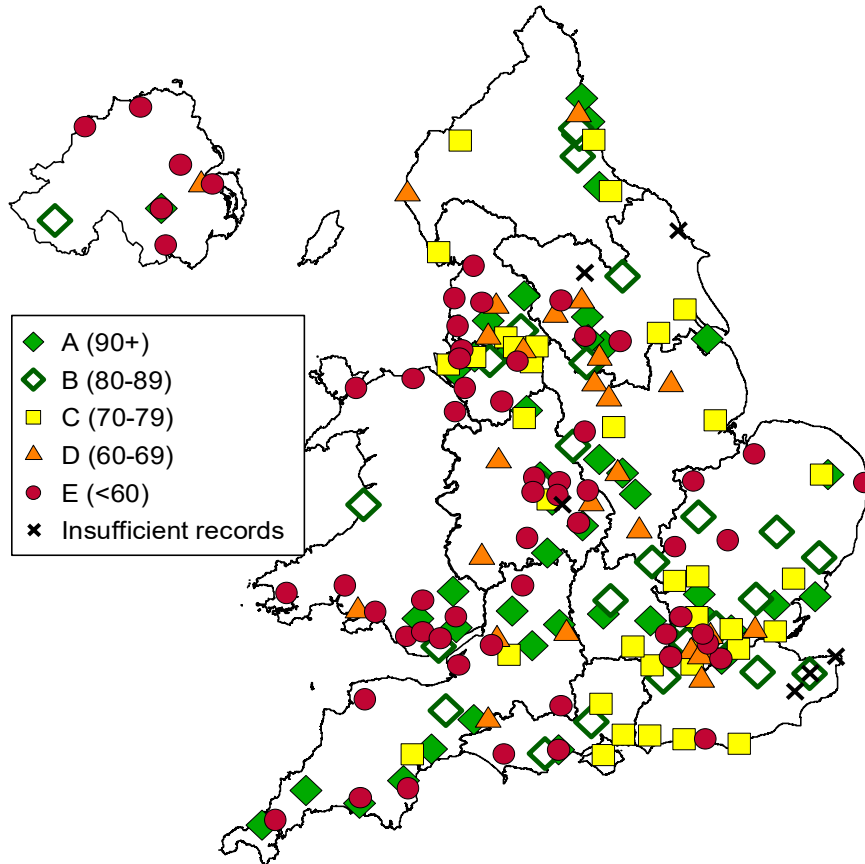 A (90+)
B (80-89)
C (70-79)
D (60-69)
E (<60)
Insufficient records